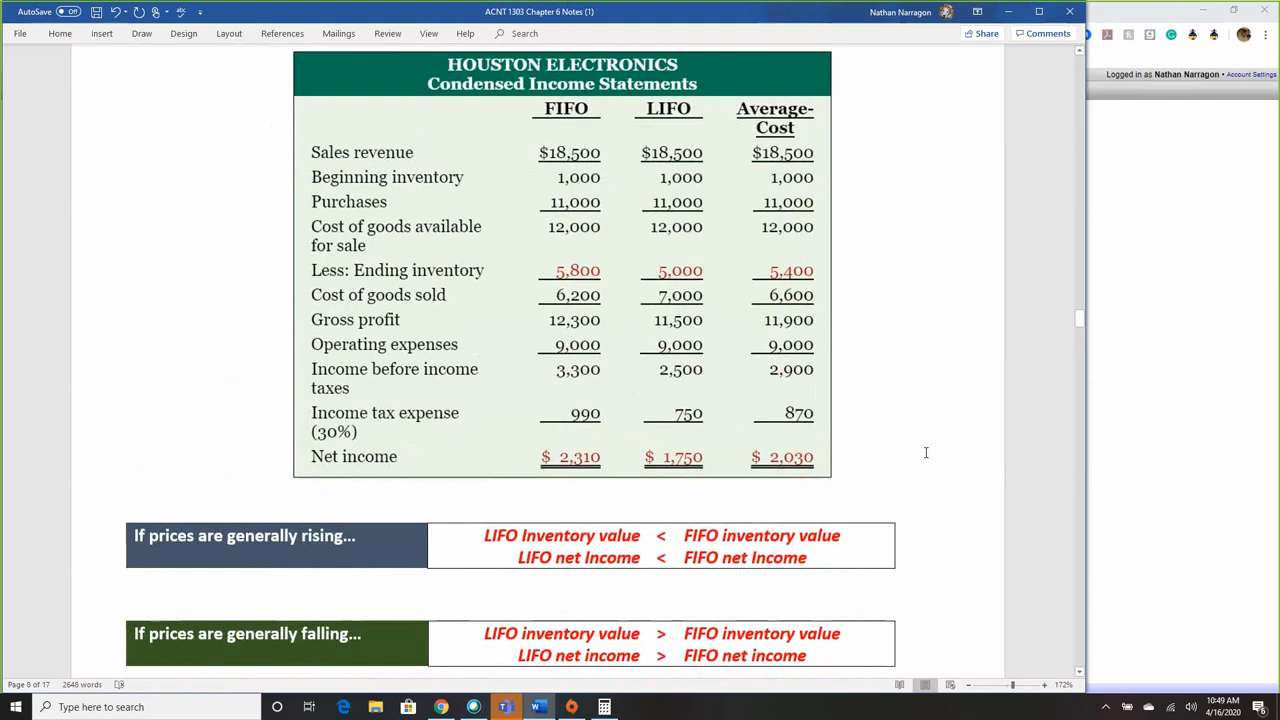 AutoSave Off
ACNT 1303 Chapter 6 Notes (1)
Nathan Narragon
File Home Insert Draw Design Layout References Mailings Review View Help Search
Share Comments
Logged in as Nathan Narragon | Account Settings
HOUSTON ELECTRONICS
Condensed Income Statements
FIFO LIFO Average-
Cost
Sales revenue $18,500 $18,500 $18,500
Beginning inventory 1,000 1,000 1,000
Purchases 11,000 11,000 11,000
Cost of goods available 12,000 12,000 12,000
for sale
Less: Ending inventory 5,800 5,000 5,400
Cost of goods sold 6,200 7,000 6,600
Gross profit 12,300 11,500 11,900
Operating expenses 9,000 9,000 9,000
Income before income 3,300 2,500 2,900
taxes
Income tax expense 990 750 870
(30%)
Net income $ 2,310 $ 1,750 $ 2,030
If prices are generally rising... LIFO Inventory value < FIFO inventory value
LIFO net Income < FIFO net Income
If prices are generally falling... LIFO inventory value > FIFO inventory value
LIFO net income > FIFO net income
Page 8 of 17 2648 words
172%
Type here to search
10:49 AM
4/16/2020